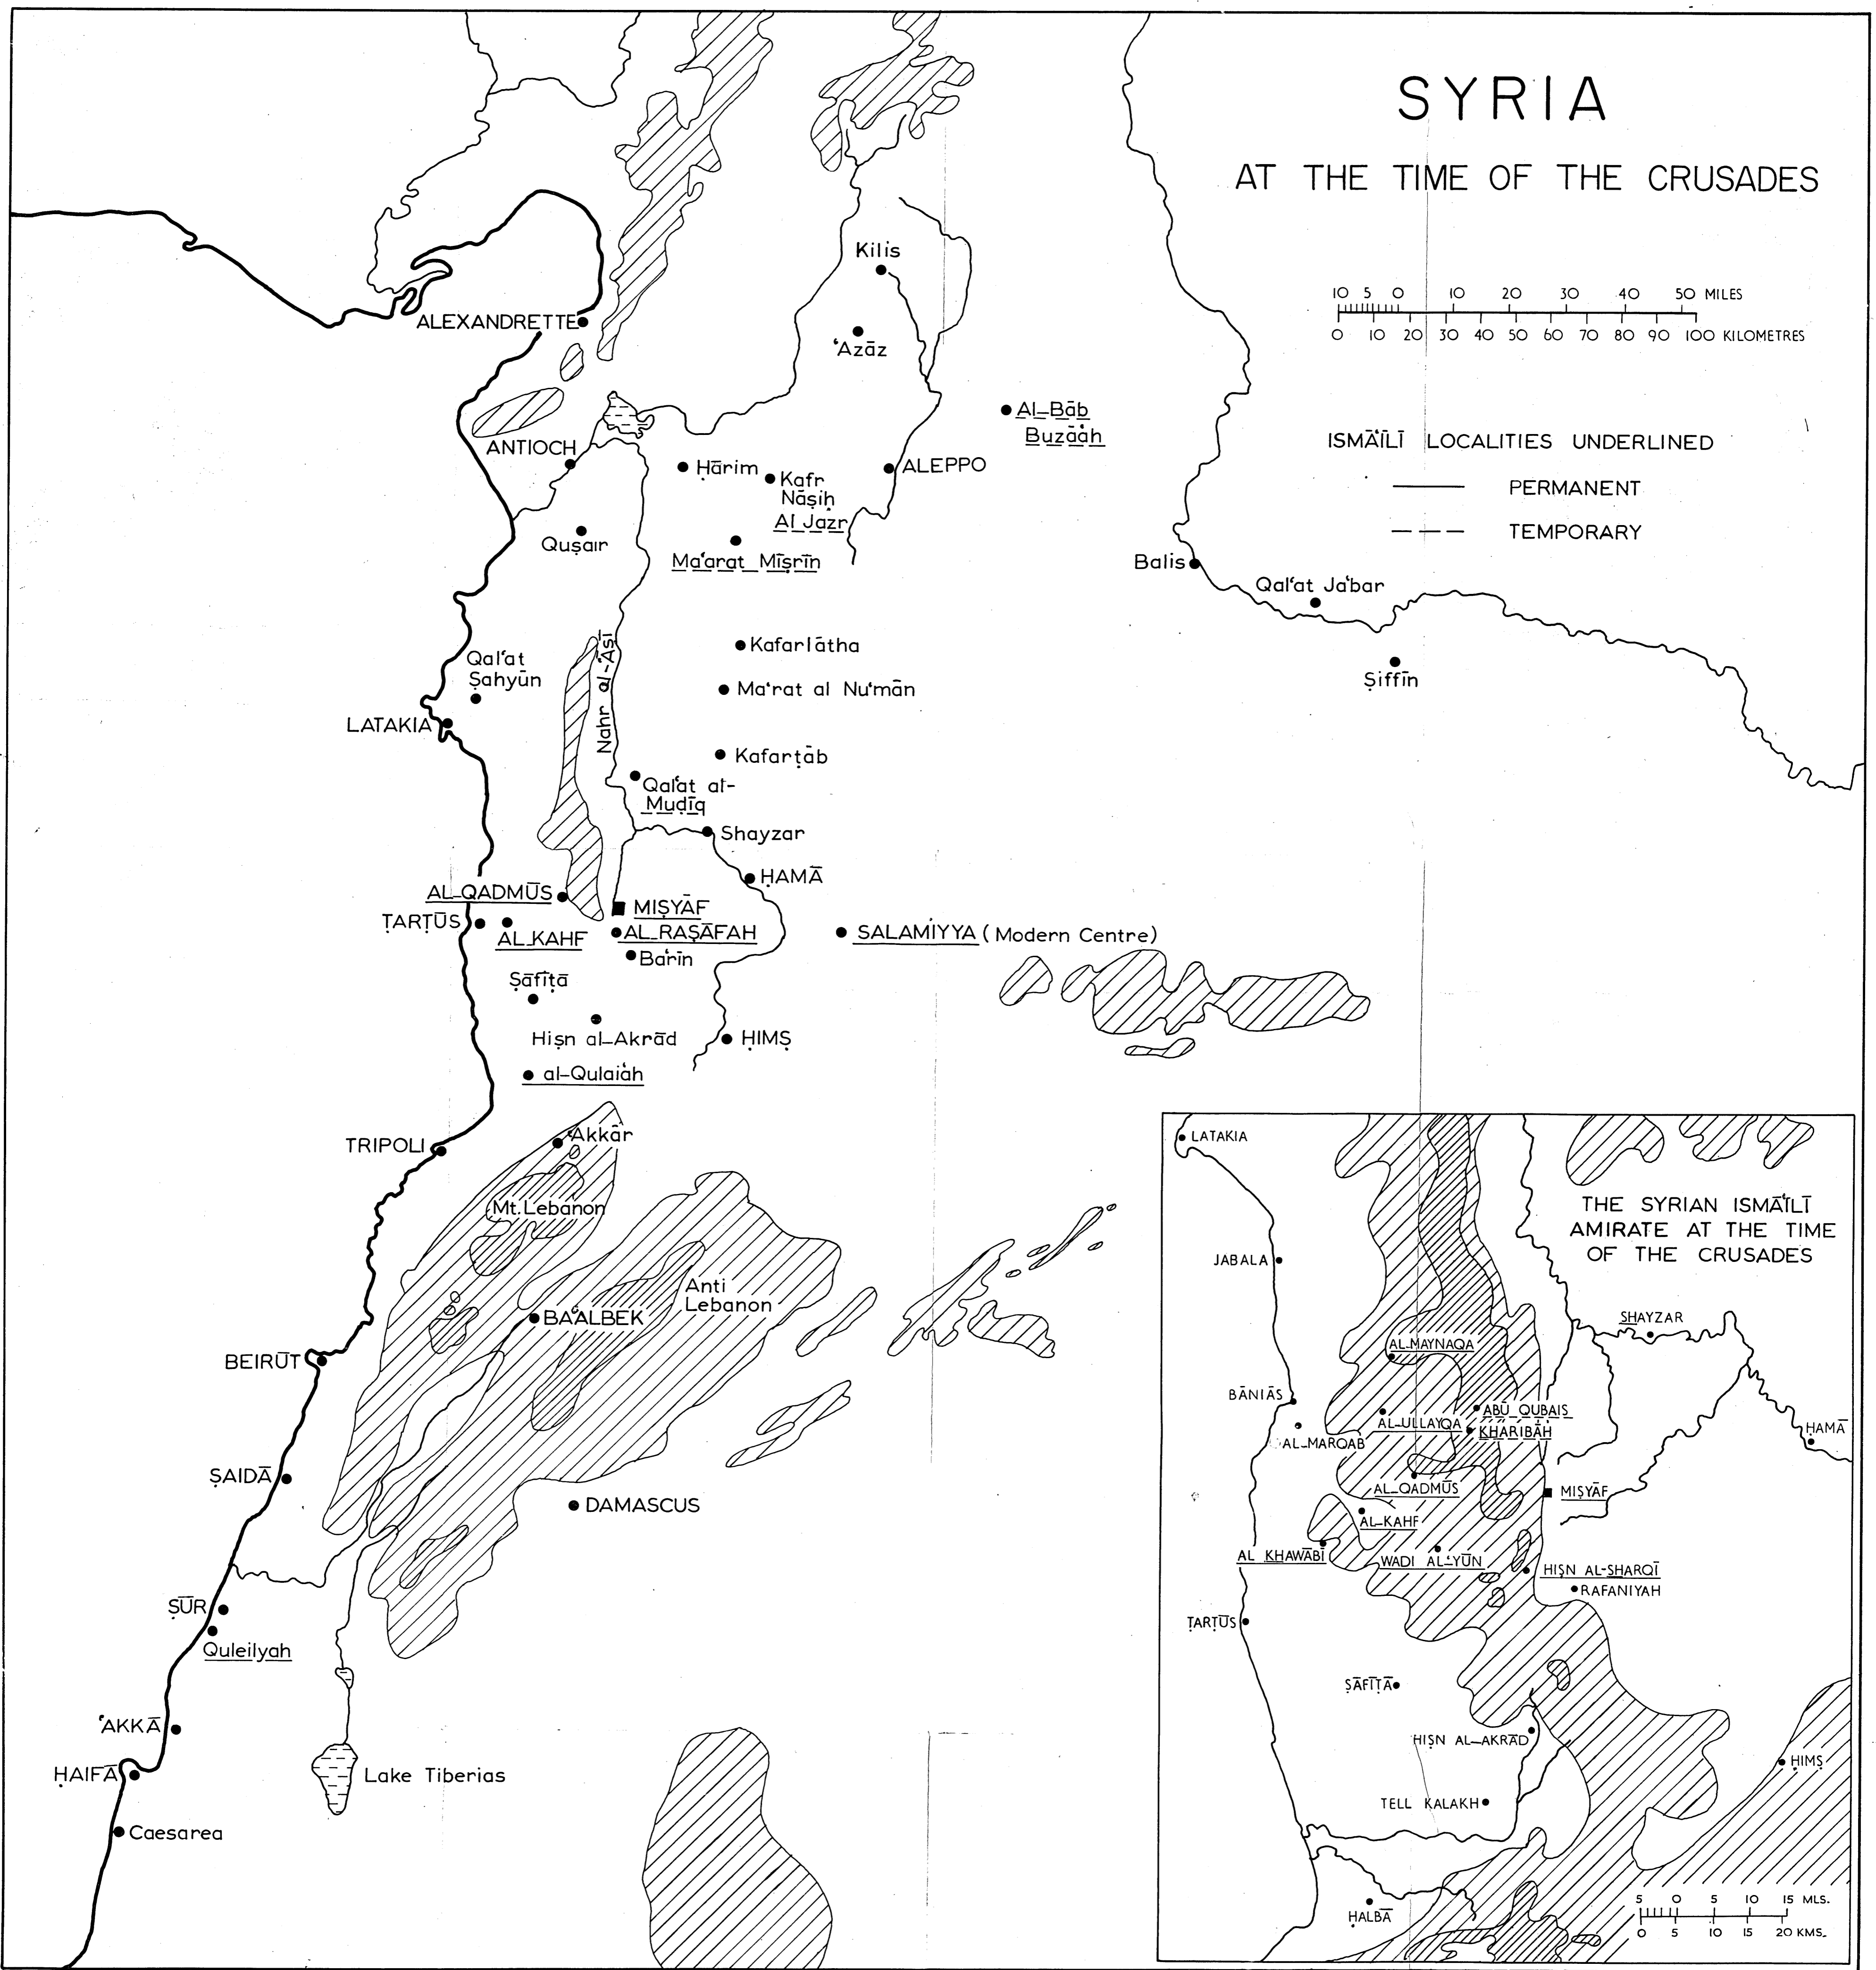 SYRIA
AT THE TIME OF THE CRUSADES
10 5 0 10 20 30 40 50 MILES
0 10 20 30 40 50 60 70 80 90 100 KILOMETRES
ISMĀʿĪLĪ LOCALITIES UNDERLINED
PERMANENT
TEMPORARY
Kilis
ALEXANDRETTE
ʿAzāz
Al-Bāb
Buzāʿah
ANTIOCH
Ḥārim
Kafr
Nāṣiḥ
Al Jazr
ALEPPO
Quṣair
Maʿarat Miṣrīn
Balis
Qalʿat Jaʿbar
Ṣiffīn
Kafarlātha
Nahr al-ʿĀṣī
Qalʿat
Ṣahyūn
Maʿrat al Nuʿmān
LATAKIA
Kafarṭāb
Qalʿat al-
Muḍīq
Shayzar
ḤAMĀ
AL-QADMŪS
MIṢYĀF
ṬARṬŪS
AL-KAHF
AL-RAṢĀFAH
SALAMIYYA (Modern Centre)
Baʿrīn
Ṣāfītạ̄
Ḥiṣn al-Akrād
ḤIMṢ
al-Qulaiʿah
TRIPOLI
ʿAkkār
Mt. Lebanon
Anti
Lebanon
BAʿALBEK
BEIRŪT
ṢAIDĀ
DAMASCUS
ṢŪR
Quleilyah
ʿAKKĀ
ḤAIFĀ
Lake Tiberias
Caesarea
THE SYRIAN ISMĀʿĪLĪ
AMIRATE AT THE TIME
OF THE CRUSADES
LATAKIA
JABALA
SHAYZAR
AL-MAYNAQA
BĀNIĀS
ABŪ QUBAIS
AL-ULLAYQA
KHARIBĀH
AL-MARQAB
ḤAMĀ
AL-QADMŪS
MIṢYĀF
AL-KAHF
AL KHAWĀBĪ
WADI AL-YŪN
ḤIṢN AL-SHARQĪ
RAFANIYAH
ṬARṬŪS
ṢĀFĪṬĀ
ḤIṢN AL-AKRĀD
ḤIMṢ
TELL KALAKH
ḤALBĀ
5 0 5 10 15 MLS.
0 5 10 15 20 KMS.